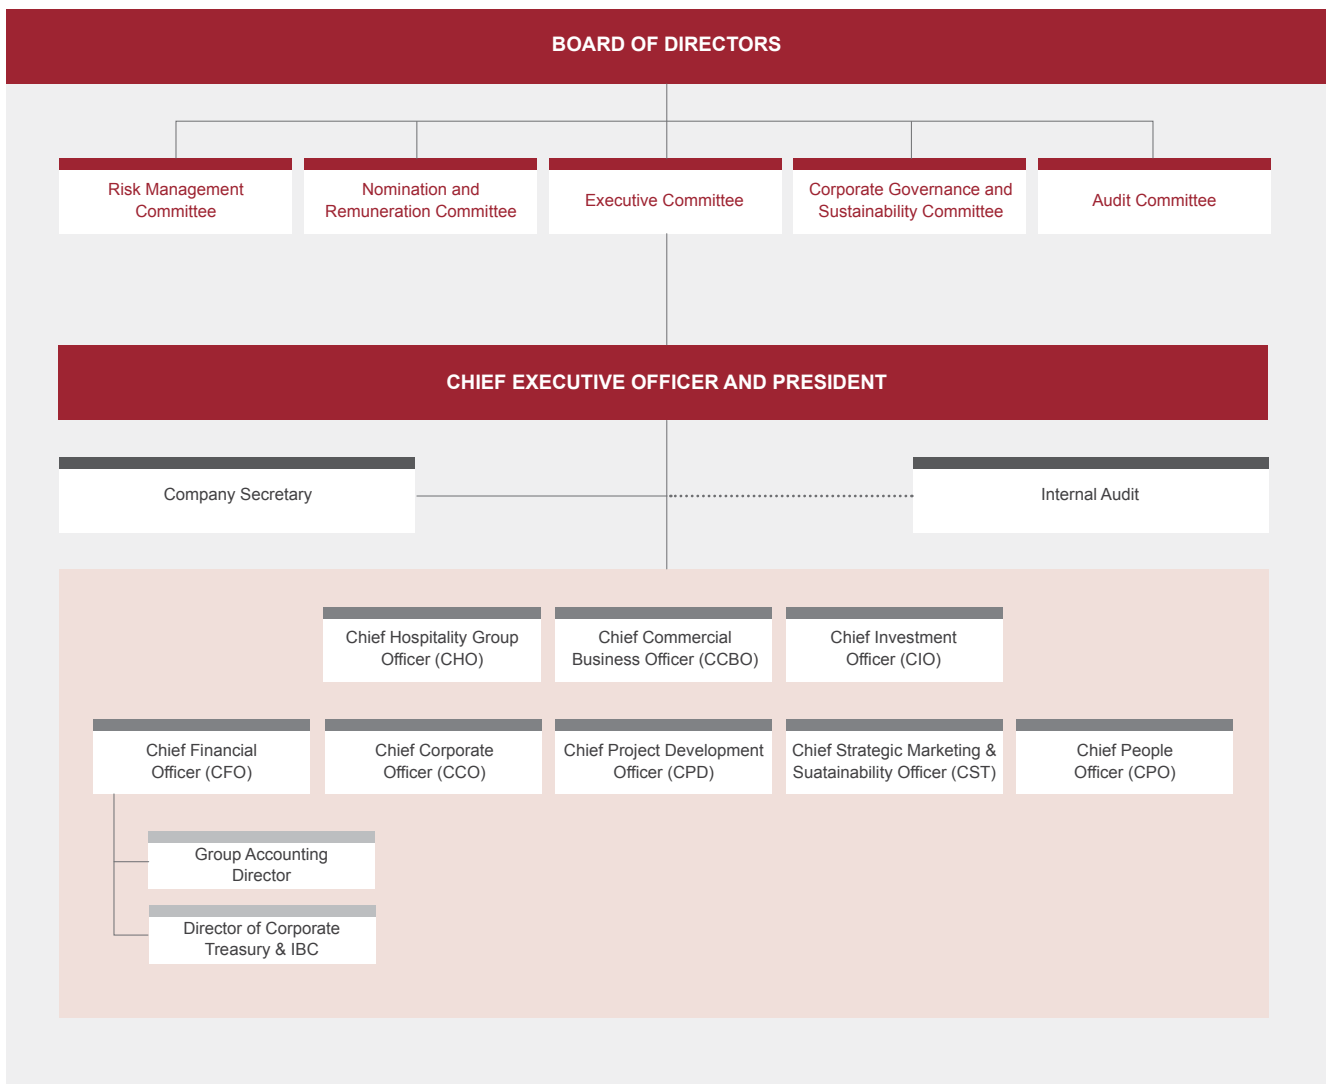 BOARD OF DIRECTORS
Risk Management
Committee
Nomination and
Remuneration Committee
Executive Committee
Corporate Governance and
Sustainability Committee
Audit Committee
CHIEF EXECUTIVE OFFICER AND PRESIDENT
Company Secretary
Internal Audit
Chief Hospitality Group
Officer (CHO)
Chief Commercial
Business Officer (CCBO)
Chief Investment
Officer (CIO)
Chief Financial
Officer (CFO)
Chief Corporate
Officer (CCO)
Chief Project Development
Officer (CPD)
Chief Strategic Marketing &
Suatainability Officer (CST)
Chief People
Officer (CPO)
Group Accounting
Director
Director of Corporate
Treasury & IBC